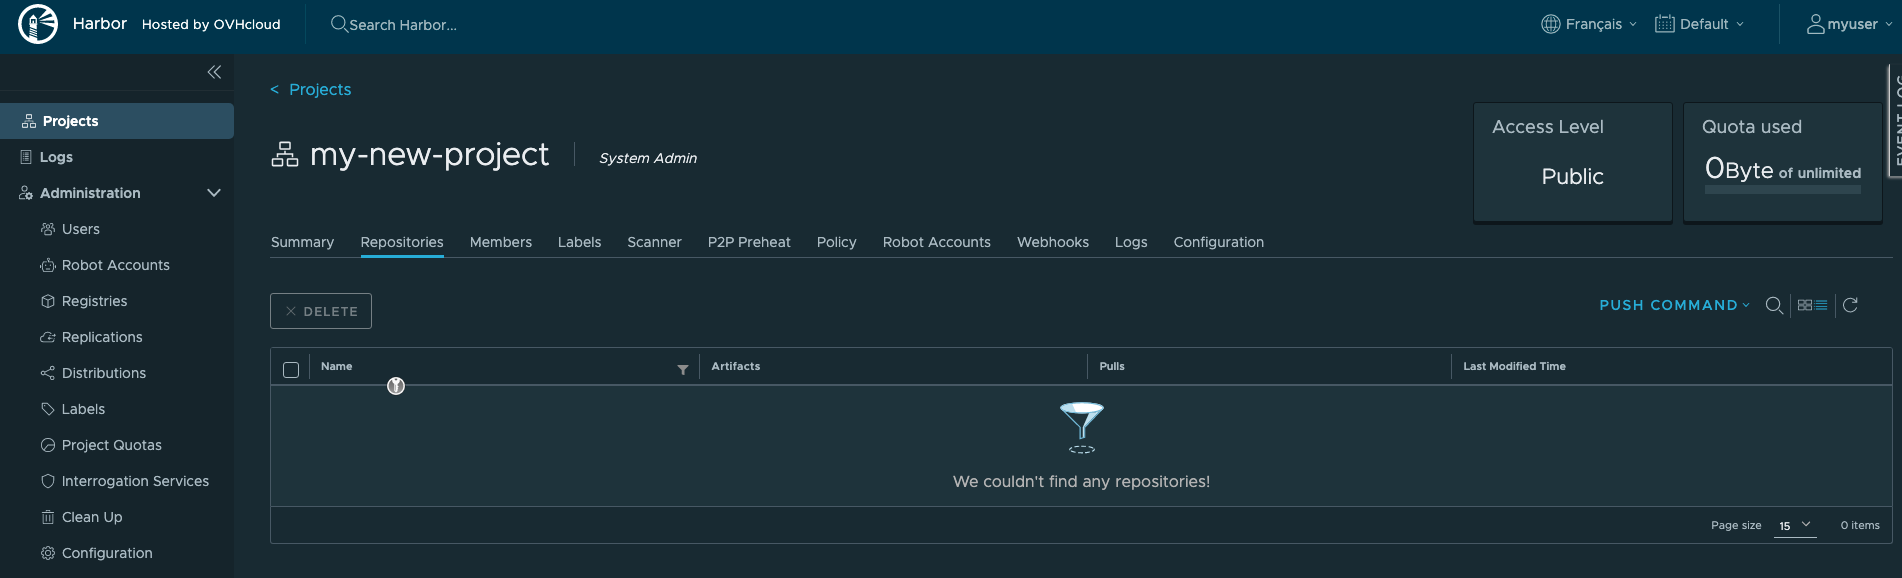 Harbor Hosted by OVHcloud Search Harbor... Français Default myuser
Projects
Logs
Administration
Users
Robot Accounts
Registries
Replications
Distributions
Labels
Project Quotas
Interrogation Services
Clean Up
Configuration
< Projects
my-new-project System Admin
Access Level
Public
Quota used
0Byte of unlimited
EVENT LOG
Summary Repositories Members Labels Scanner P2P Preheat Policy Robot Accounts Webhooks Logs Configuration
DELETE
PUSH COMMAND
Name Artifacts Pulls Last Modified Time
We couldn't find any repositories!
Page size 15 0 items